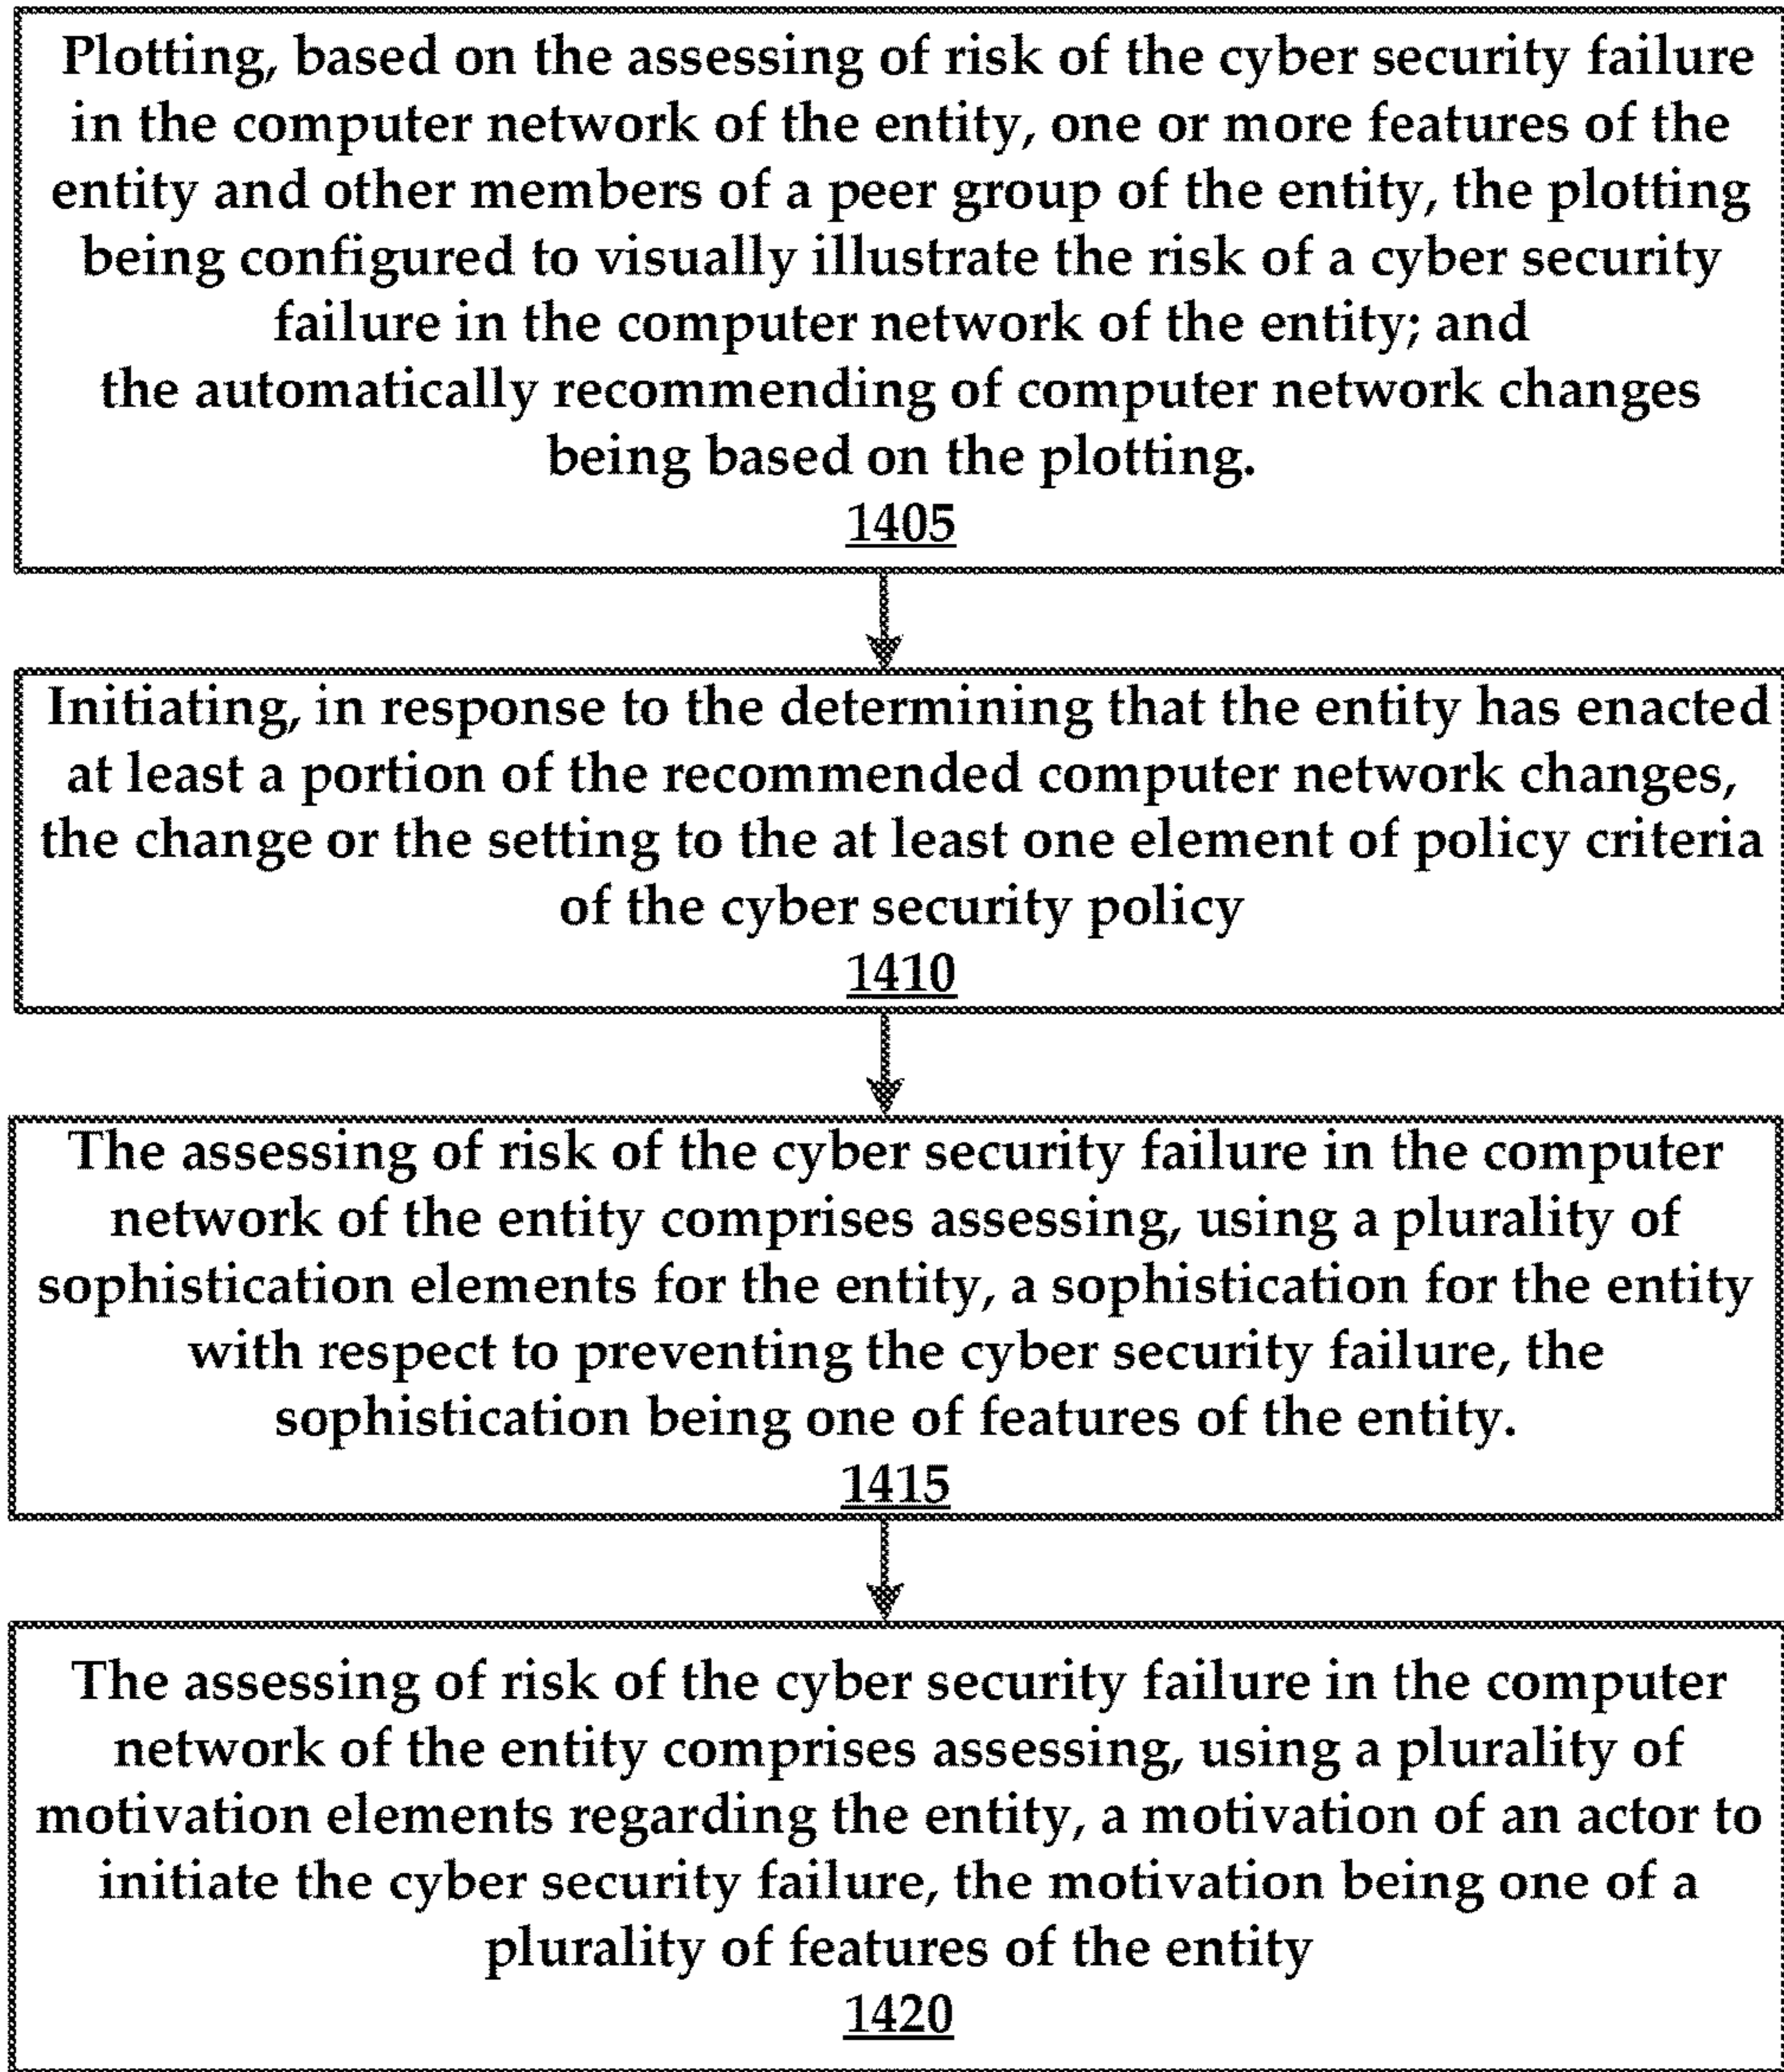 Plotting, based on the assessing of risk of the cyber security failure
in the computer network of the entity, one or more features of the
entity and other members of a peer group of the entity, the plotting
being configured to visually illustrate the risk of a cyber security
failure in the computer network of the entity; and
the automatically recommending of computer network changes
being based on the plotting.
1405
Initiating, in response to the determining that the entity has enacted
at least a portion of the recommended computer network changes,
the change or the setting to the at least one element of policy criteria
of the cyber security policy
1410
The assessing of risk of the cyber security failure in the computer
network of the entity comprises assessing, using a plurality of
sophistication elements for the entity, a sophistication for the entity
with respect to preventing the cyber security failure, the
sophistication being one of features of the entity.
1415
The assessing of risk of the cyber security failure in the computer
network of the entity comprises assessing, using a plurality of
motivation elements regarding the entity, a motivation of an actor to
initiate the cyber security failure, the motivation being one of a
plurality of features of the entity
1420